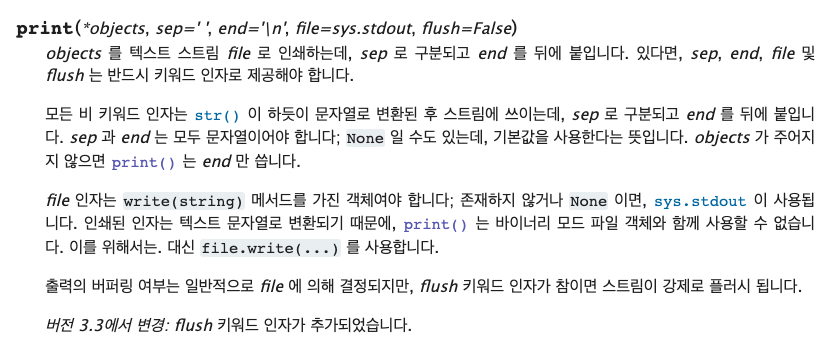 print(*objects, sep=' ', end='\n', file=sys.stdout, flush=False)
objects 를 텍스트 스트림 file 로 인쇄하는데, sep 로 구분되고 end 를 뒤에 붙입니다. 있다면, sep, end, file 및
flush 는 반드시 키워드 인자로 제공해야 합니다.
모든 비 키워드 인자는 str() 이 하듯이 문자열로 변환된 후 스트림에 쓰이는데, sep 로 구분되고 end 를 뒤에 붙입니
다. sep 과 end 는 모두 문자열이어야 합니다; None 일 수도 있는데, 기본값을 사용한다는 뜻입니다. objects 가 주어지
지 않으면 print() 는 end 만 씁니다.
file 인자는 write(string) 메서드를 가진 객체여야 합니다; 존재하지 않거나 None 이면, sys.stdout 이 사용됩
니다. 인쇄된 인자는 텍스트 문자열로 변환되기 때문에, print() 는 바이너리 모드 파일 객체와 함께 사용할 수 없습니
다. 이를 위해서는. 대신 file.write(...) 를 사용합니다.
출력의 버퍼링 여부는 일반적으로 file 에 의해 결정되지만, flush 키워드 인자가 참이면 스트림이 강제로 플러시 됩니다.
버전 3.3에서 변경: flush 키워드 인자가 추가되었습니다.